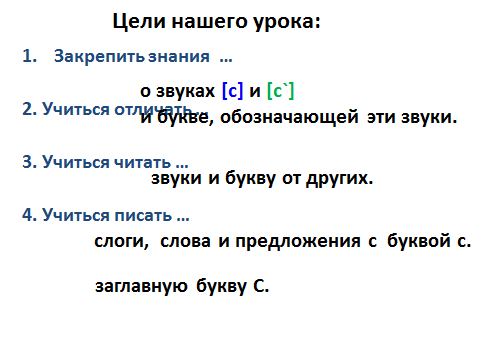 Цели нашего урока:
1. Закрепить знания ...
о звуках [с] и [с`]
2. Учиться отличать ...
и букве, обозначающей эти звуки.
3. Учиться читать ...
звуки и букву от других.
4. Учиться писать ...
слоги, слова и предложения с буквой с.
заглавную букву С.